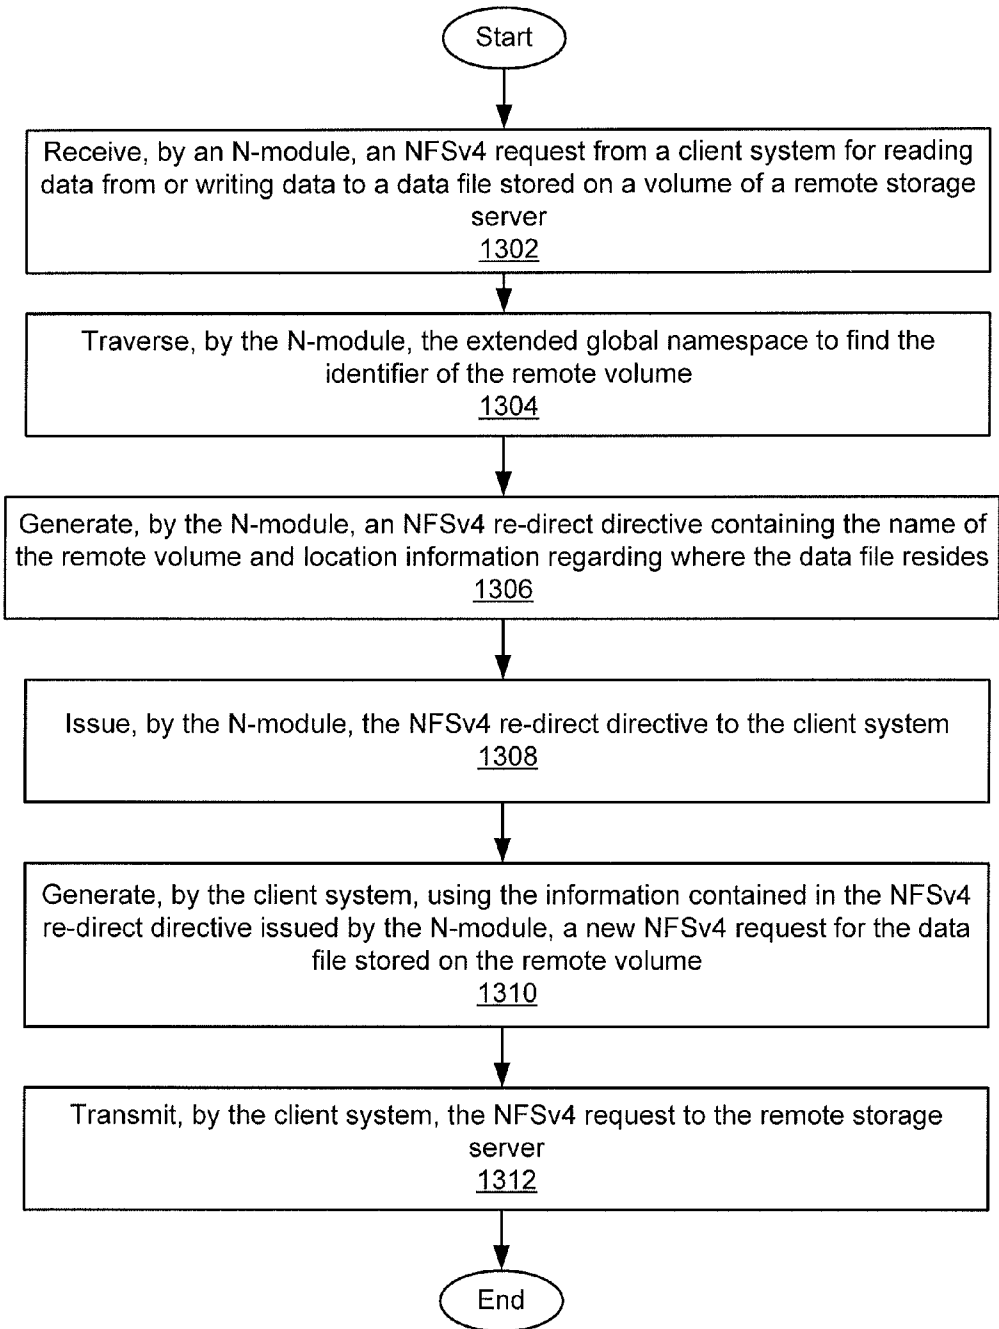 Start
Receive, by an N-module, an NFSv4 request from a client system for reading
data from or writing data to a data file stored on a volume of a remote storage
server
1302
Traverse, by the N-module, the extended global namespace to find the
identifier of the remote volume
1304
Generate, by the N-module, an NFSv4 re-direct directive containing the name of
the remote volume and location information regarding where the data file resides
1306
Issue, by the N-module, the NFSv4 re-direct directive to the client system
1308
Generate, by the client system, using the information contained in the NFSv4
re-direct directive issued by the N-module, a new NFSv4 request for the data
file stored on the remote volume
1310
Transmit, by the client system, the NFSv4 request to the remote storage
server
1312
End